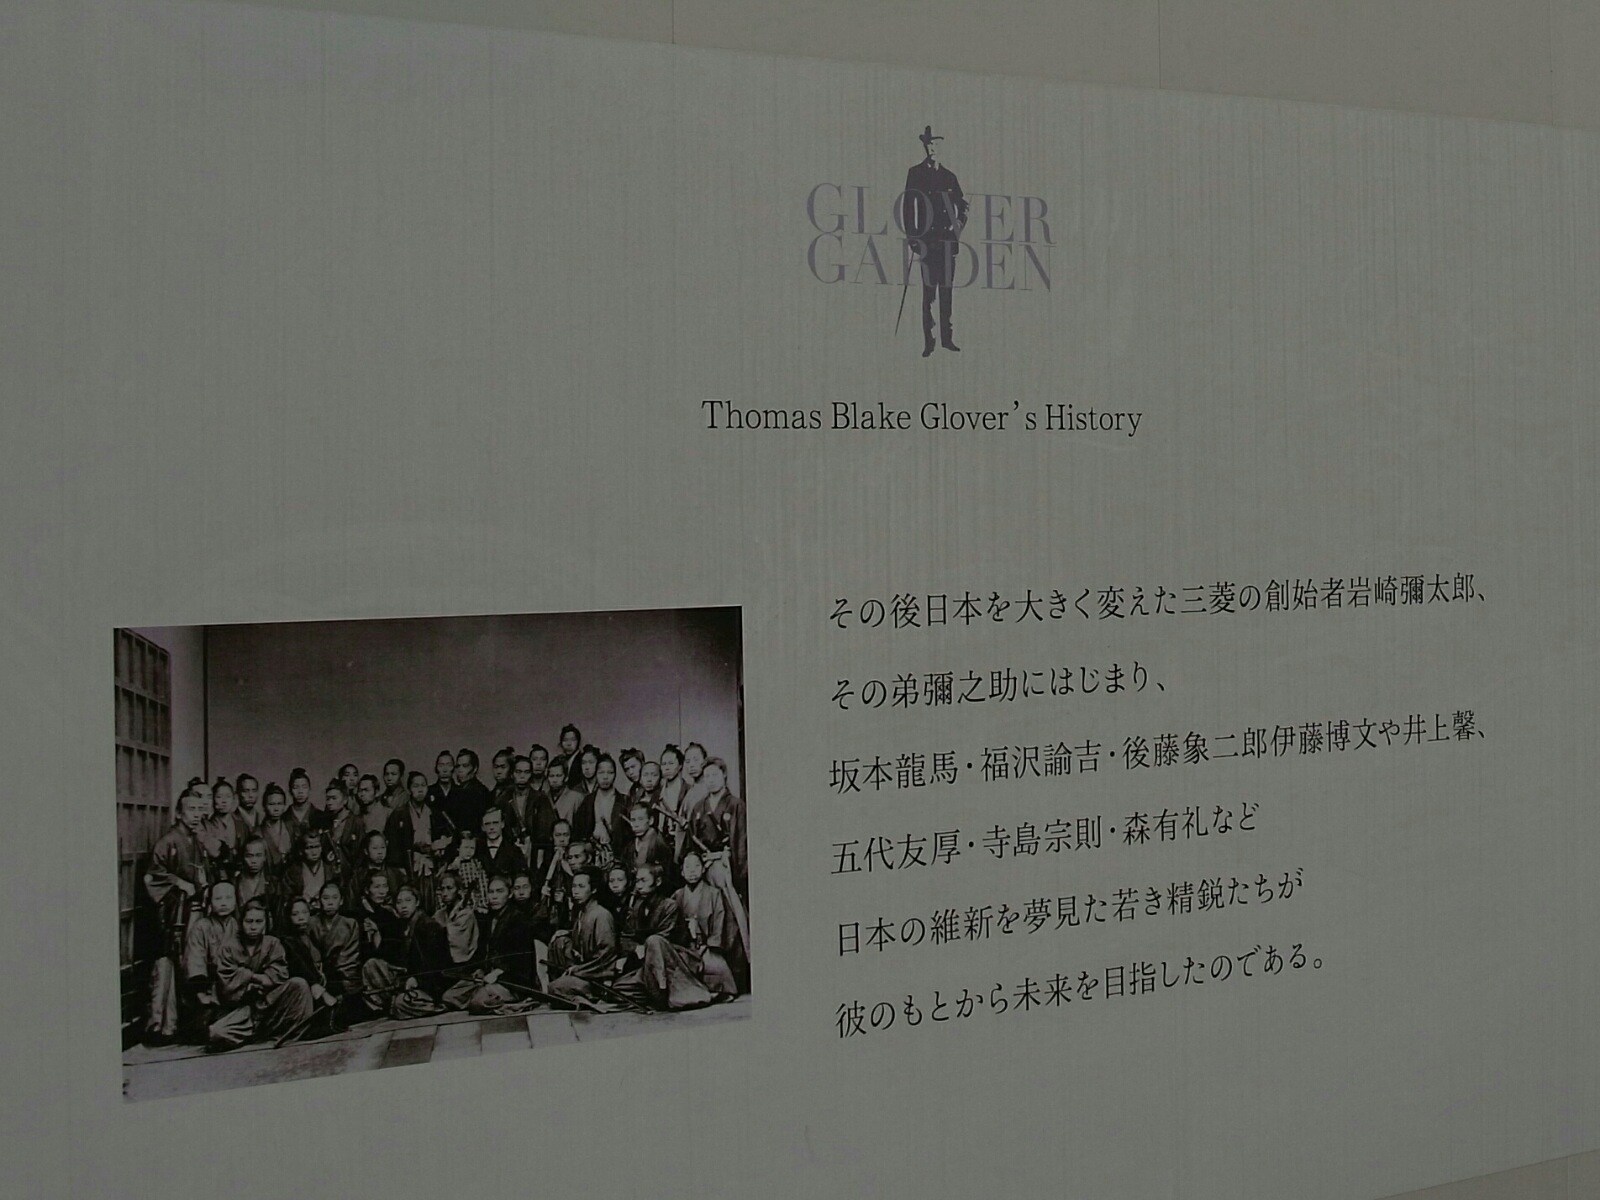 GLOVER
GARDEN
Thomas Blake Glover's History
その後日本を大きく変えた三菱の創始者岩崎彌太郎、
その弟彌之助にはじまり、
坂本龍馬・福沢諭吉・後藤象二郎伊藤博文や井上馨、
五代友厚・寺島宗則・森有礼など
日本の維新を夢見た若き精鋭たちが
彼のもとから未来を目指したのである。